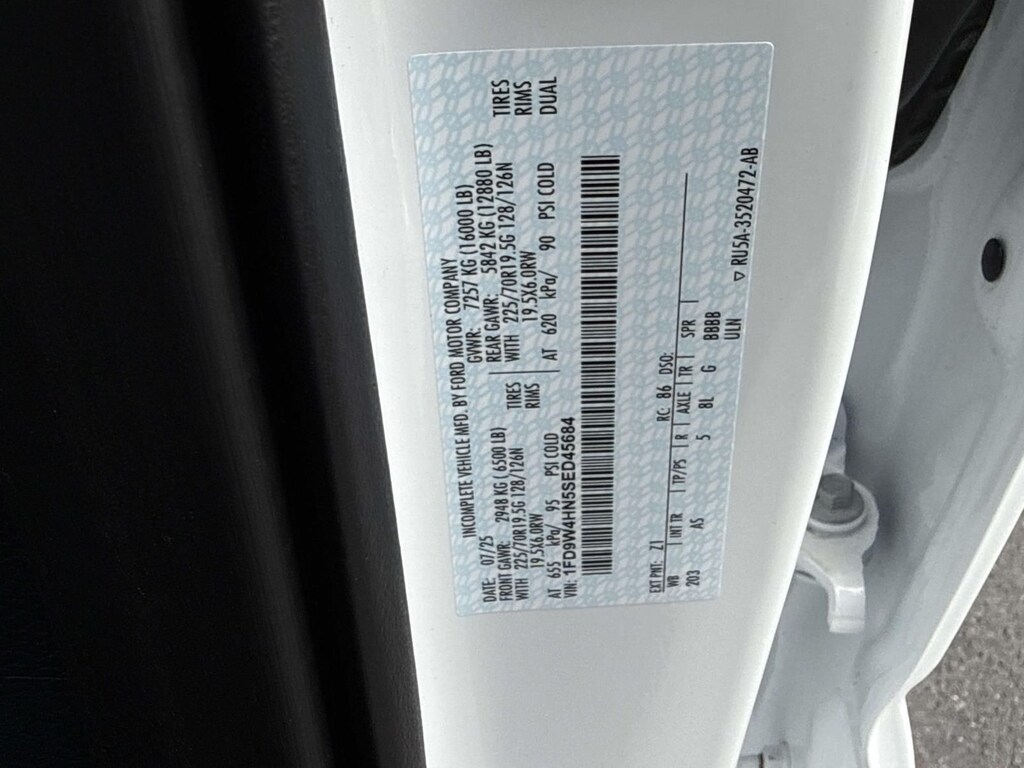 INCOMPLETE VEHICLE MFD. BY FORD MOTOR COMPANY
DATE: 07/25 GVWR: 7257 KG (16000 LB)
FRONT GAWR: 2948 KG (6500 LB) REAR GAWR: 5842 KG (12880 LB)
WITH 225/70R19.5G 128/126N TIRES WITH 225/70R19.5G 128/126N TIRES
19.5X6.0RW RIMS 19.5X6.0RW RIMS
AT 655 kPa/ 95 PSI COLD AT 620 kPa/ 90 PSI COLD DUAL
VIN: 1FD9W4HN5SED45684
EXT PNT: Z1 RC: 86 DSO:
WB INT TR TP/PS R AXLE TR SPR
203 AS 5 8L G BBBB
ULN
▽ RU5A-3520472-AB